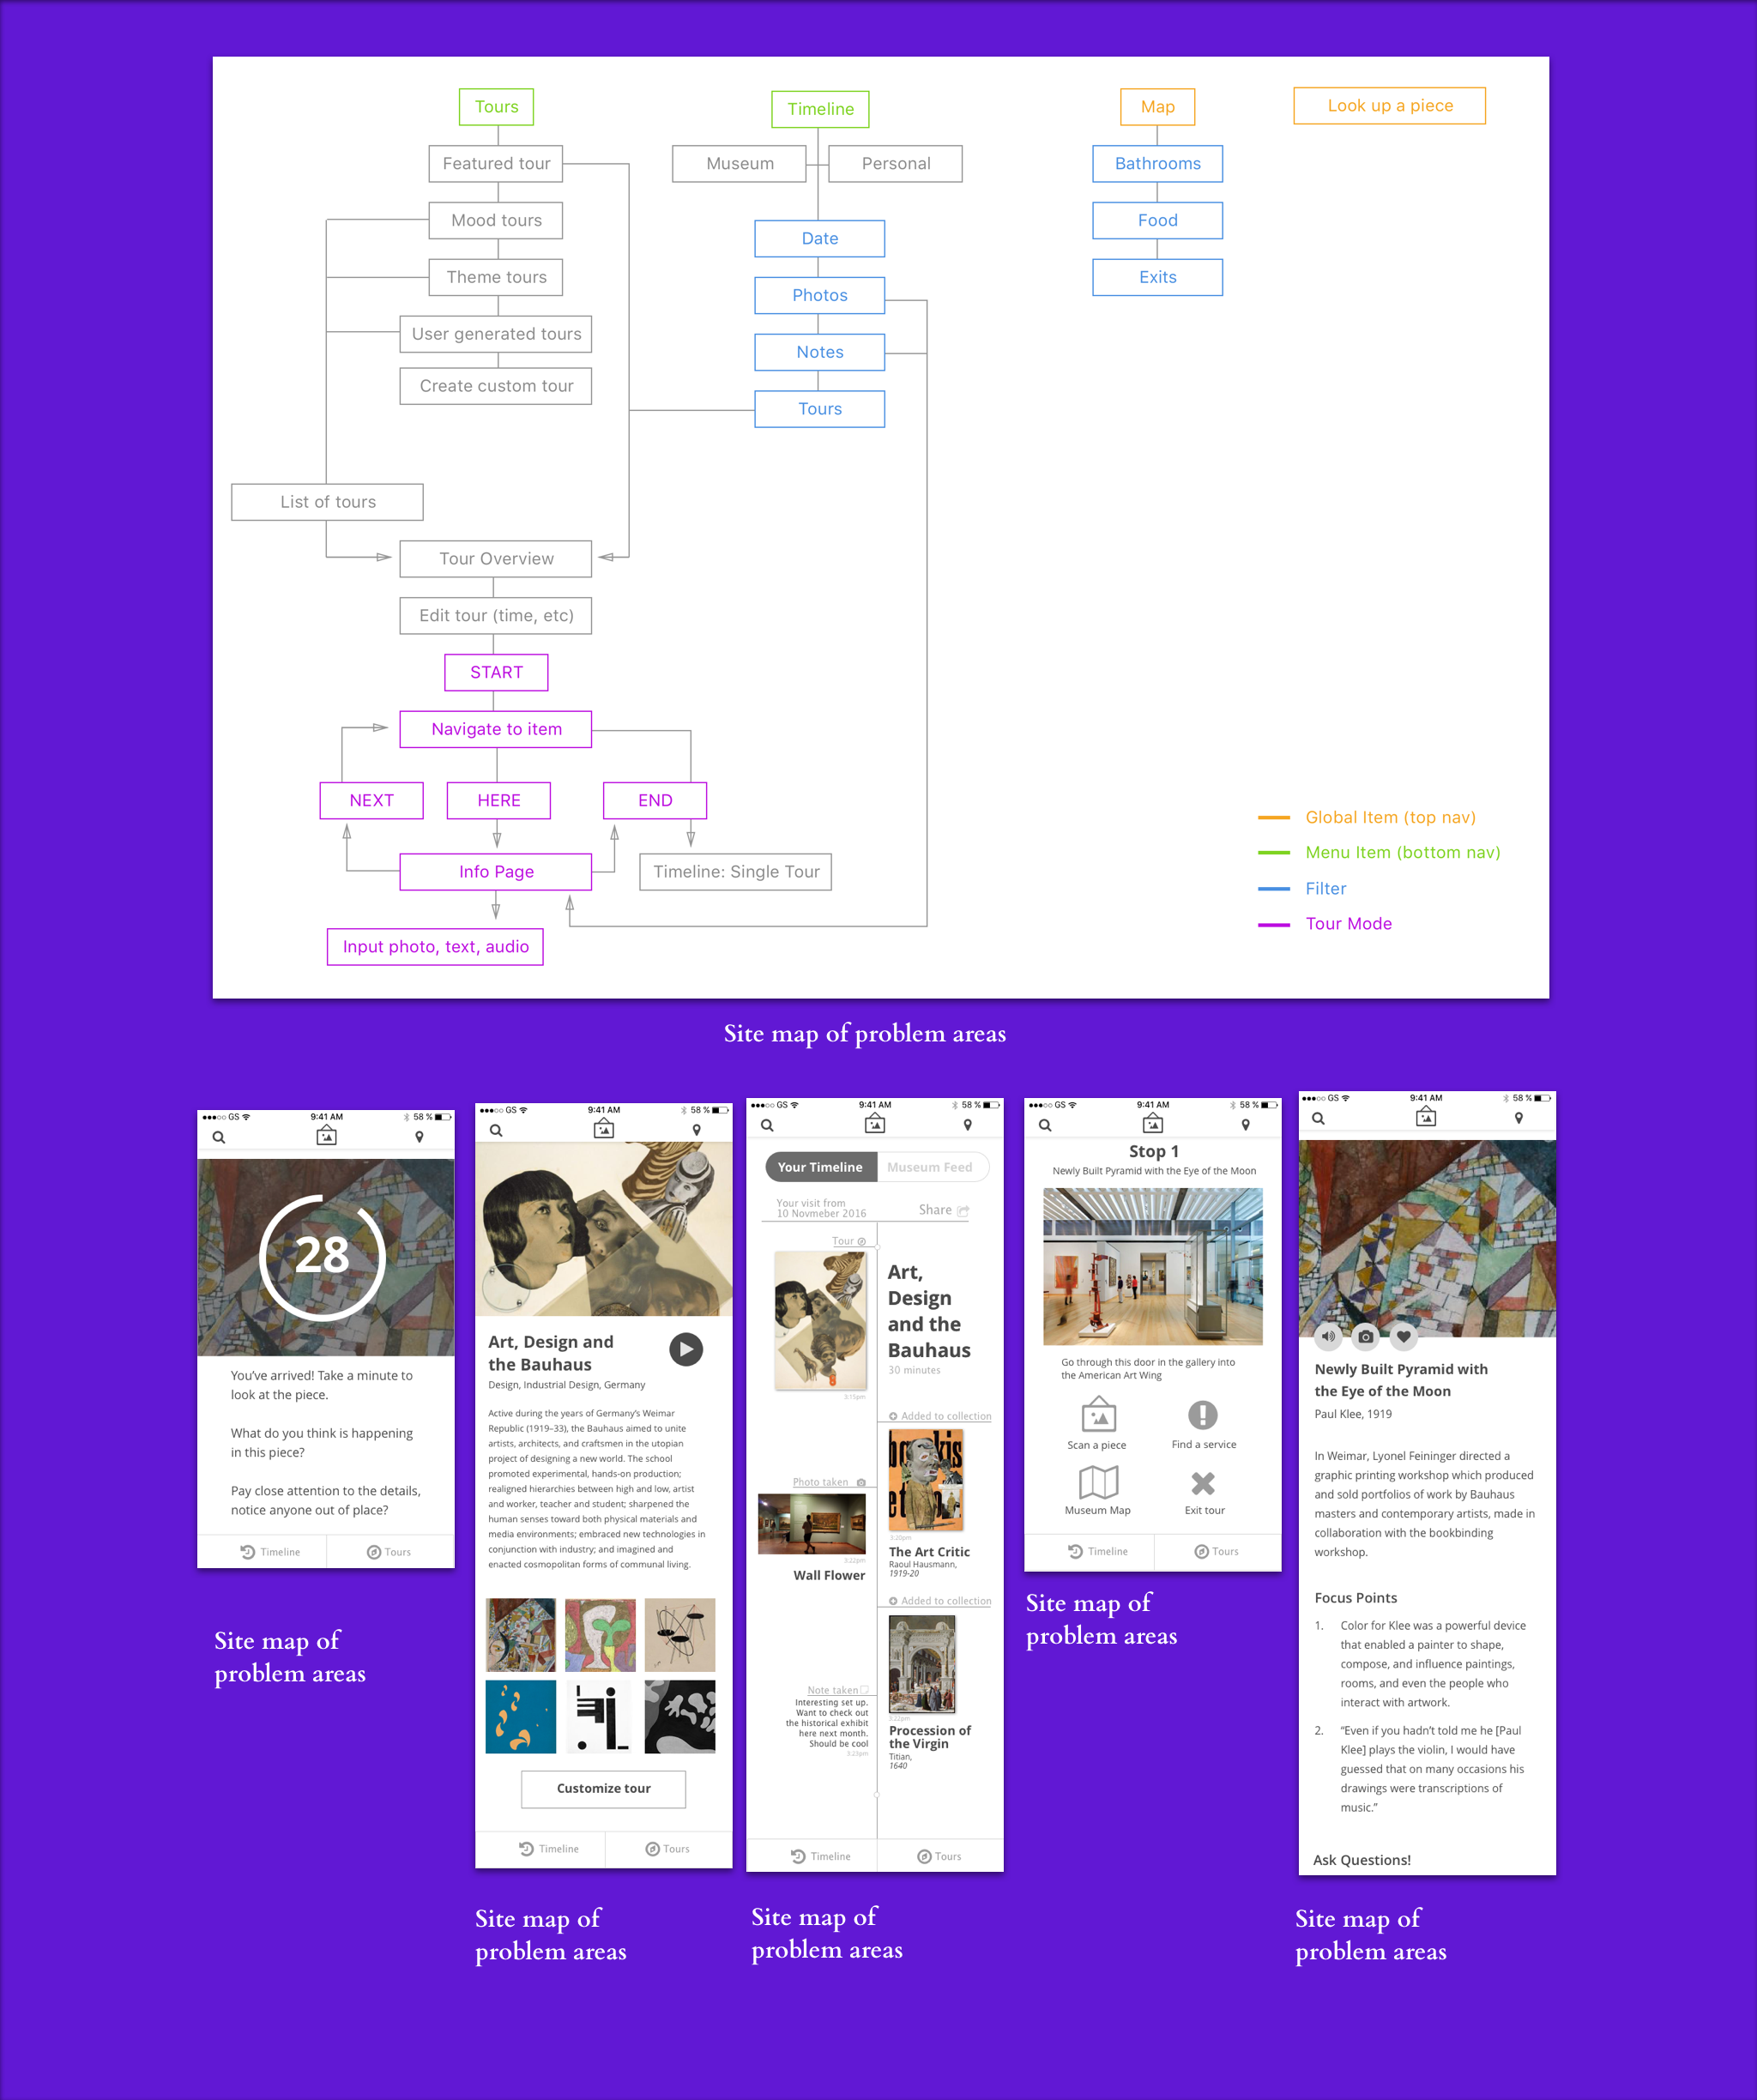 Tours
Timeline
Map
Look up a piece
Featured tour
Museum
Personal
Bathrooms
Mood tours
Food
Date
Theme tours
Exits
Photos
User generated tours
Notes
Create custom tour
Tours
List of tours
Tour Overview
Edit tour (time, etc)
START
Navigate to item
NEXT
HERE
END
Info Page
Timeline: Single Tour
Input photo, text, audio
Global Item (top nav)
Menu Item (bottom nav)
Filter
Tour Mode
Site map of problem areas
GS
9:41 AM
58 %
28
You've arrived! Take a minute to
look at the piece.
What do you think is happening
in this piece?
Pay close attention to the details,
notice anyone out of place?
Timeline
Tours
Site map of
problem areas
GS
9:41 AM
58 %
Art, Design and
the Bauhaus
Design, Industrial Design, Germany
Active during the years of Germany's Weimar
Republic (1919–33), the Bauhaus aimed to unite
artists, architects, and craftsmen in the utopian
project of designing a new world. The school
promoted experimental, hands-on production;
realigned hierarchies between high and low, artist
and worker, teacher and student; sharpened the
human senses toward both physical materials and
media environments; embraced new technologies in
conjunction with industry; and imagined and
enacted cosmopolitan forms of communal living.
Customize tour
Timeline
Tours
Site map of
problem areas
GS
9:41 AM
58 %
Your Timeline
Museum Feed
Your visit from
10 Novmeber 2016
Share
Tour
Art,
Design
and the
Bauhaus
30 minutes
3:15pm
Added to collection
Photo taken
3:20pm
The Art Critic
Raoul Hausmann,
1919-20
3:22pm
Wall Flower
Added to collection
Note taken
Interesting set up.
Want to check out
the historical exhibit
here next month.
Should be cool
3:23pm
3:22pm
Procession of
the Virgin
Titian,
1640
Timeline
Tours
Site map of
problem areas
GS
9:41 AM
58 %
Stop 1
Newly Built Pyramid with the Eye of the Moon
Go through this door in the gallery into
the American Art Wing
Scan a piece
Find a service
Museum Map
Exit tour
Timeline
Tours
Site map of
problem areas
GS
9:41 AM
58 %
Newly Built Pyramid with
the Eye of the Moon
Paul Klee, 1919
In Weimar, Lyonel Feininger directed a
graphic printing workshop which produced
and sold portfolios of work by Bauhaus
masters and contemporary artists, made in
collaboration with the bookbinding
workshop.
Focus Points
1. Color for Klee was a powerful device
that enabled a painter to shape,
compose, and influence paintings,
rooms, and even the people who
interact with artwork.
2. “Even if you hadn't told me he [Paul
Klee] plays the violin, I would have
guessed that on many occasions his
drawings were transcriptions of
music.”
Ask Questions!
Site map of
problem areas